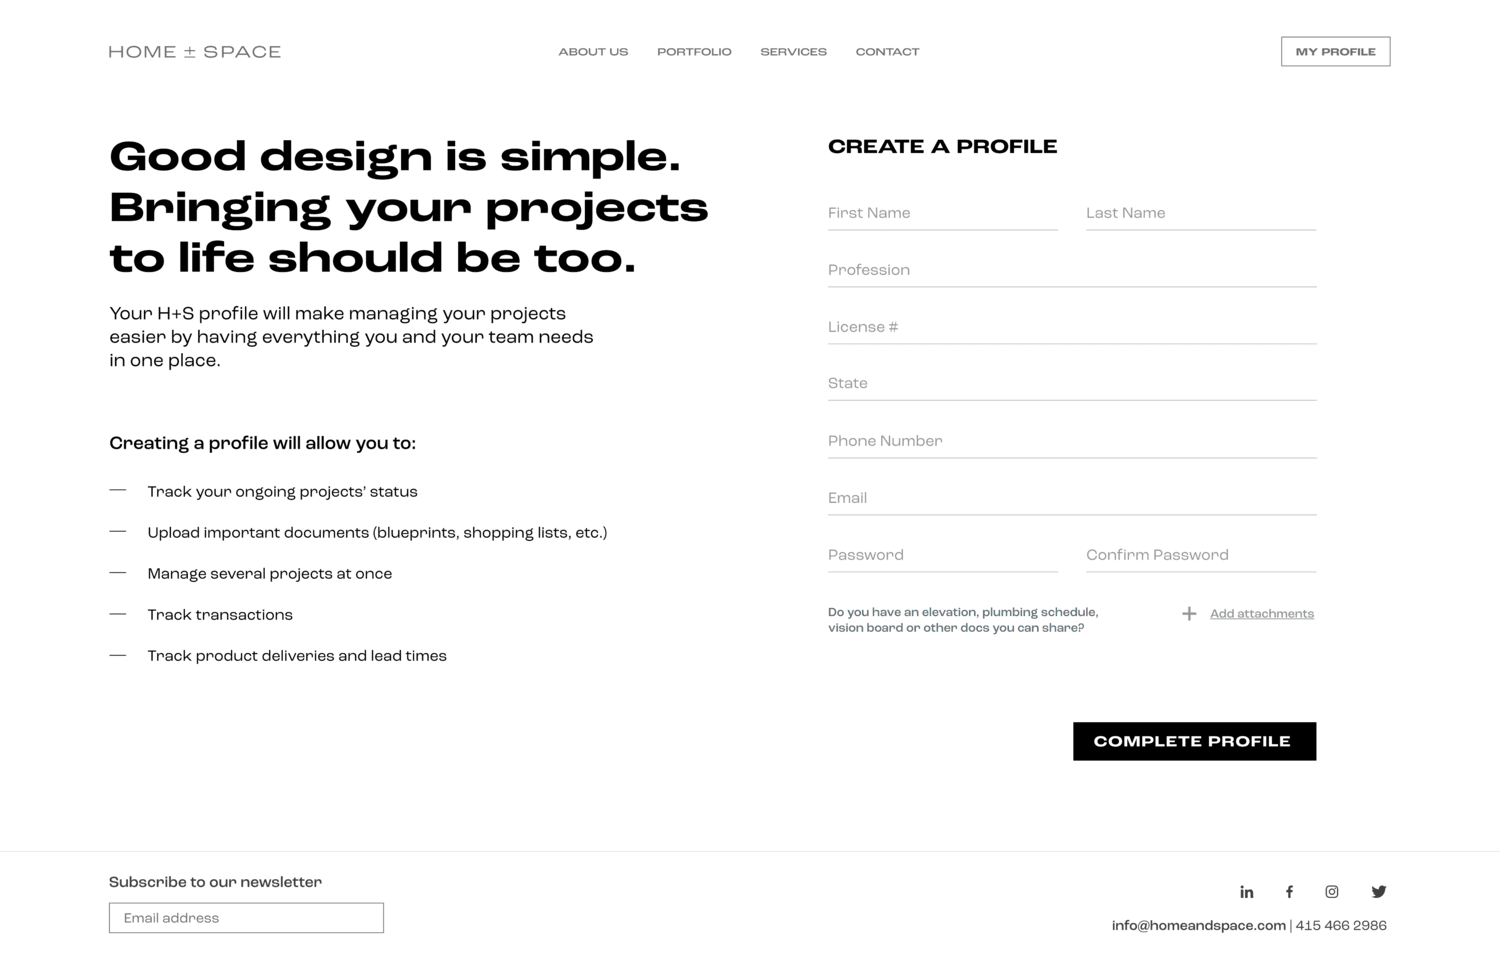 HOME ± SPACE
ABOUT US
PORTFOLIO
SERVICES
CONTACT
MY PROFILE
Good design is simple.
Bringing your projects
to life should be too.
Your H+S profile will make managing your projects
easier by having everything you and your team needs
in one place.
Creating a profile will allow you to:
— Track your ongoing projects’ status
— Upload important documents (blueprints, shopping lists, etc.)
— Manage several projects at once
— Track transactions
— Track product deliveries and lead times
CREATE A PROFILE
First Name
Last Name
Profession
License #
State
Phone Number
Email
Password
Confirm Password
Do you have an elevation, plumbing schedule,
vision board or other docs you can share?
+ Add attachments
COMPLETE PROFILE
Subscribe to our newsletter
Email address
info@homeandspace.com | 415 466 2986